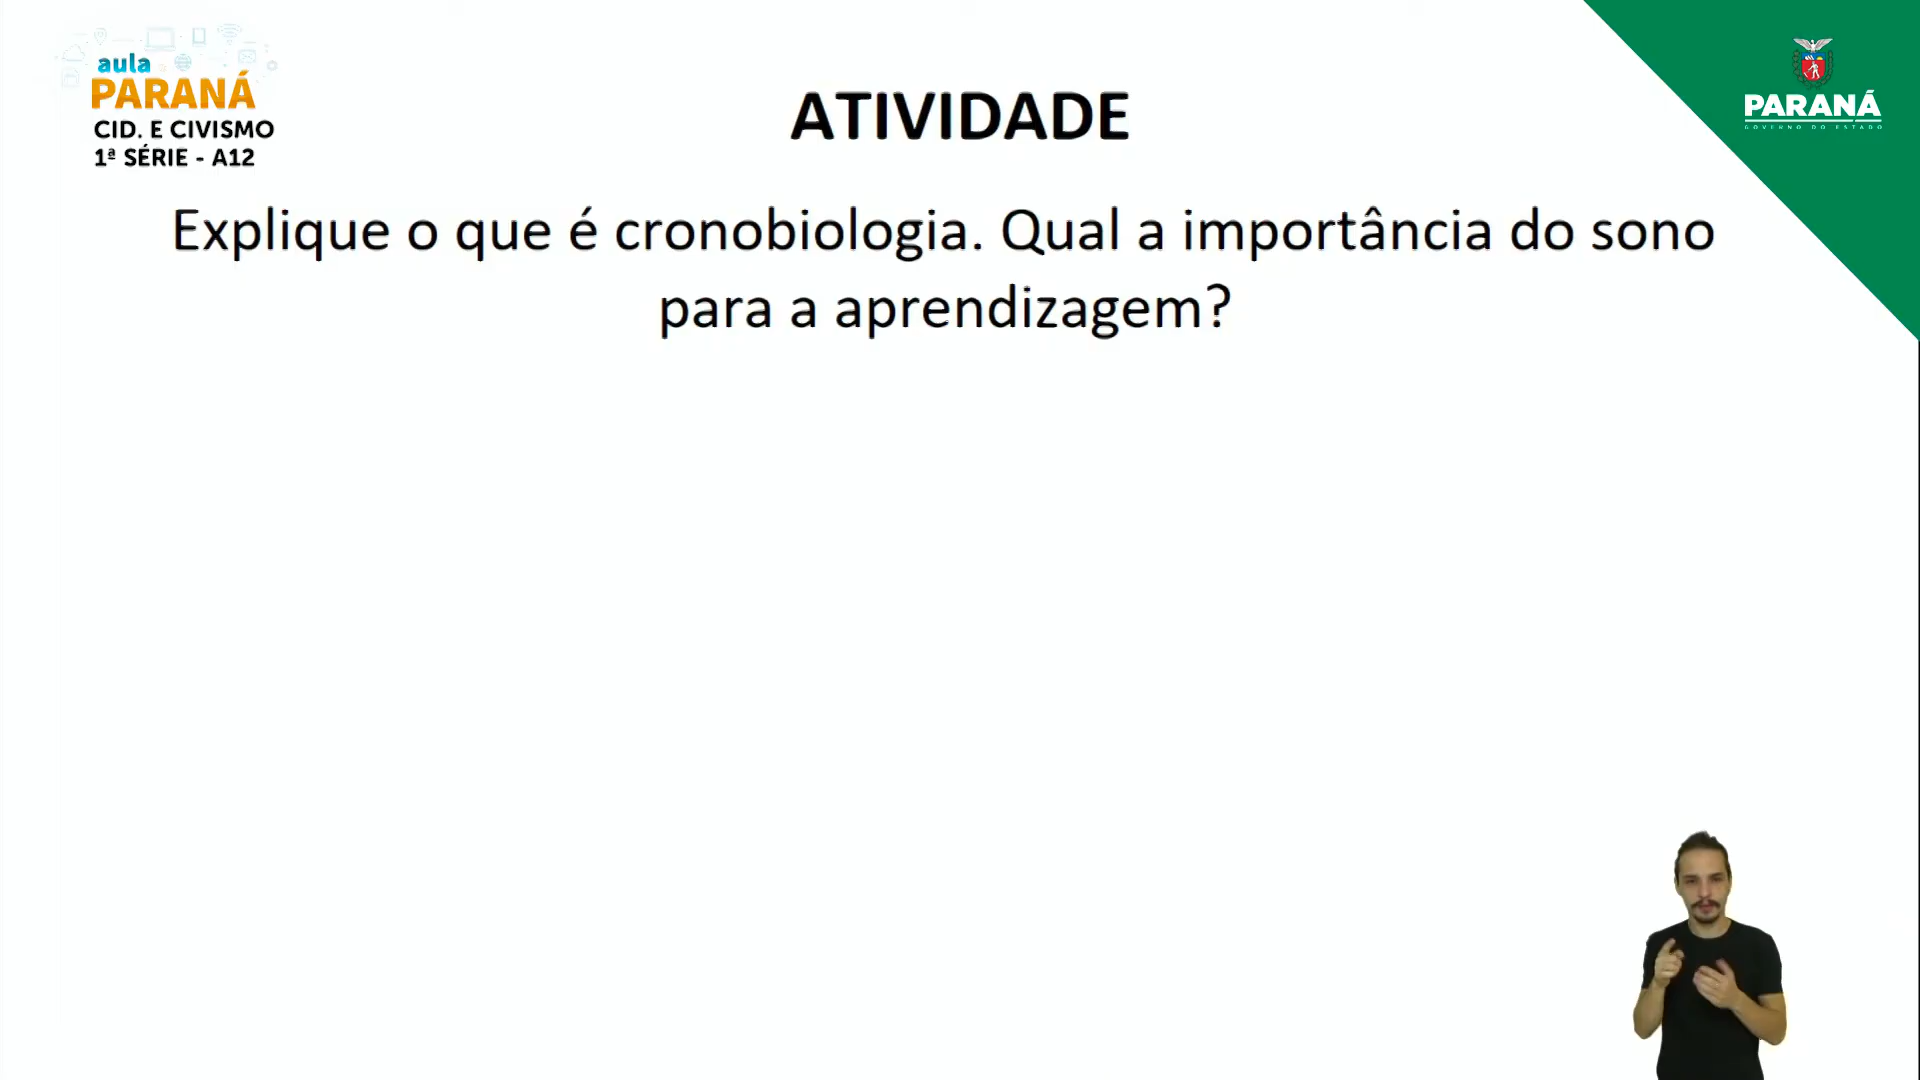 aula
PARANÁ
CID. E CIVISMO
1ª SÉRIE - A12
PARANÁ
GOVERNO DO ESTADO
ATIVIDADE
Explique o que é cronobiologia. Qual a importância do sono
para a aprendizagem?